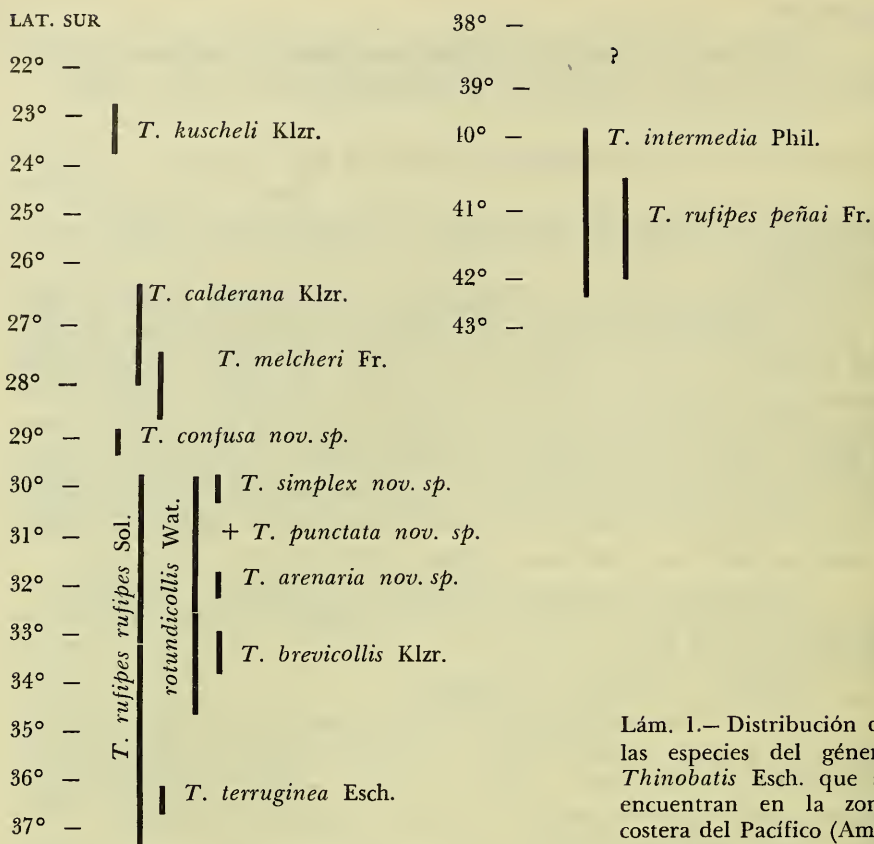 LAT. SUR
22° —
23° —
T. kuscheli Klzr.
24° —
25° —
26° —
T. calderana Klzr.
27° —
T. melcheri Fr.
28° —
29° — T. confusa nov. sp.
30° — T. simplex nov. sp.
31° — + T. punctata nov. sp.
32° — T. arenaria nov. sp.
33° —
T. brevicollis Klzr.
34° —
35° —
36° — T. terruginea Esch.
37° —
T. rufipes rufipes Sol.
rotundicollis Wat.
38° —
?
39° —
10° — T. intermedia Phil.
41° — T. rufipes peñai Fr.
42° —
43° —
Lám. 1.— Distribución
las especies del géner
Thinobatis Esch. que
encuentran en la zor
costera del Pacífico (Am